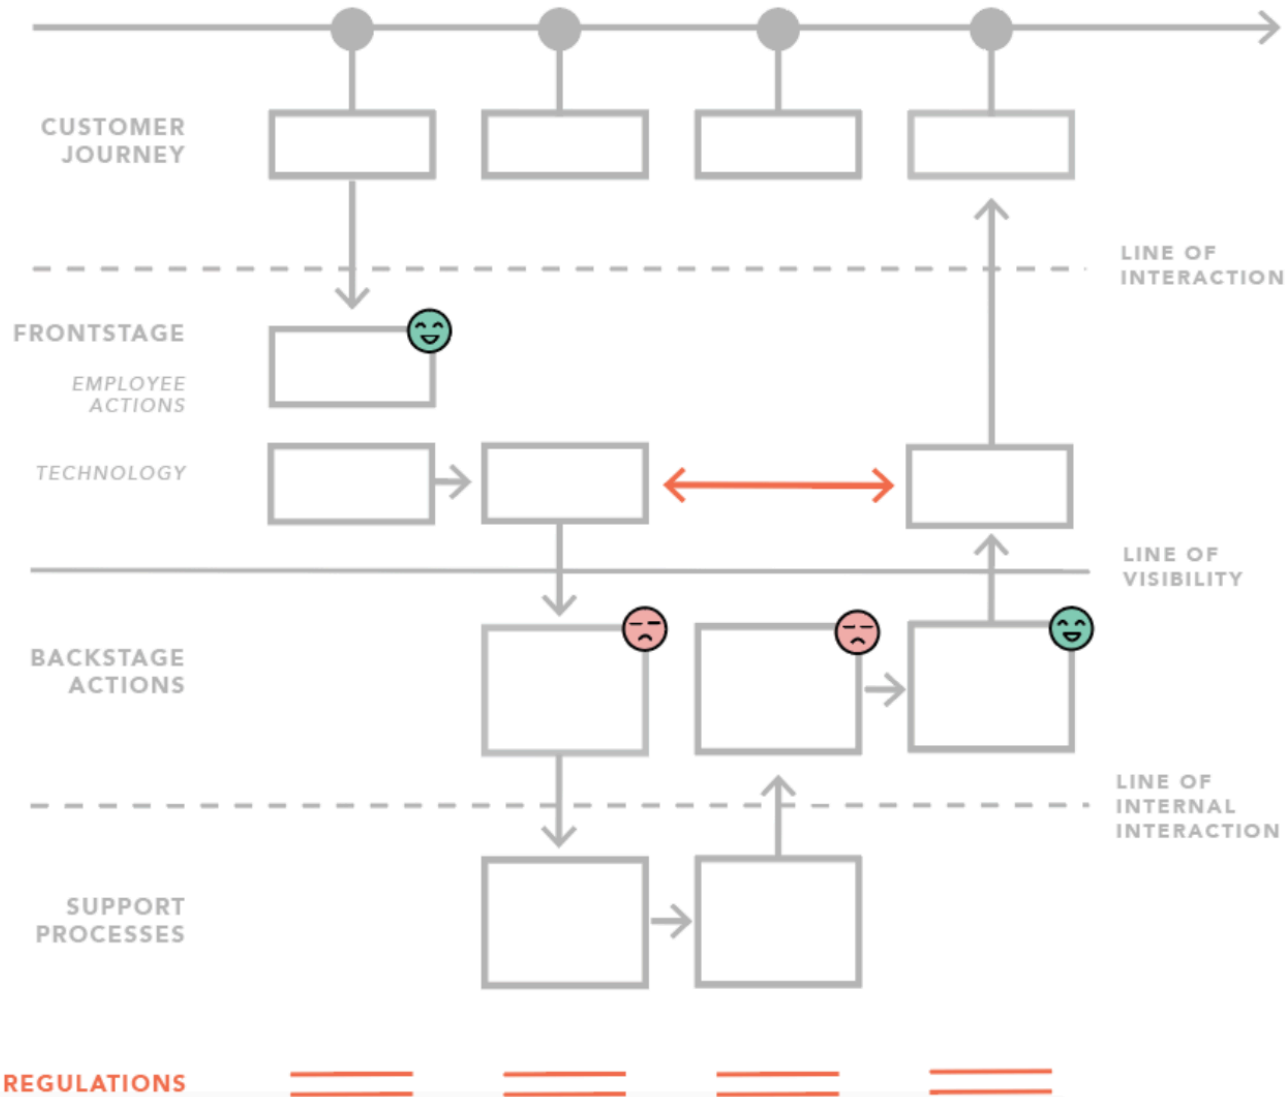 CUSTOMER
JOURNEY
LINE OF
INTERACTION
FRONTSTAGE
EMPLOYEE
ACTIONS
TECHNOLOGY
LINE OF
VISIBILITY
BACKSTAGE
ACTIONS
LINE OF
INTERNAL
INTERACTION
SUPPORT
PROCESSES
REGULATIONS